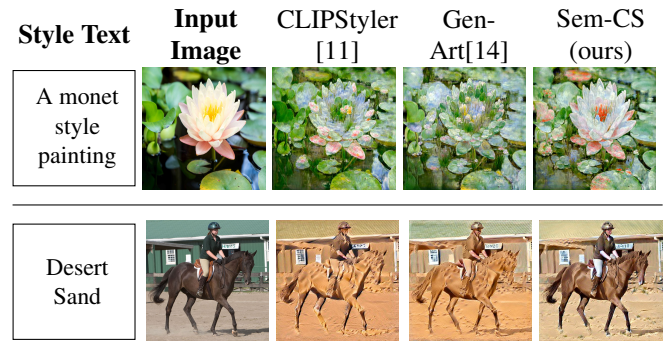 Style Text
Input
Image
CLIPStyler
[11]
Gen-
Art[14]
Sem-CS
(ours)
A monet
style
painting
Desert
Sand